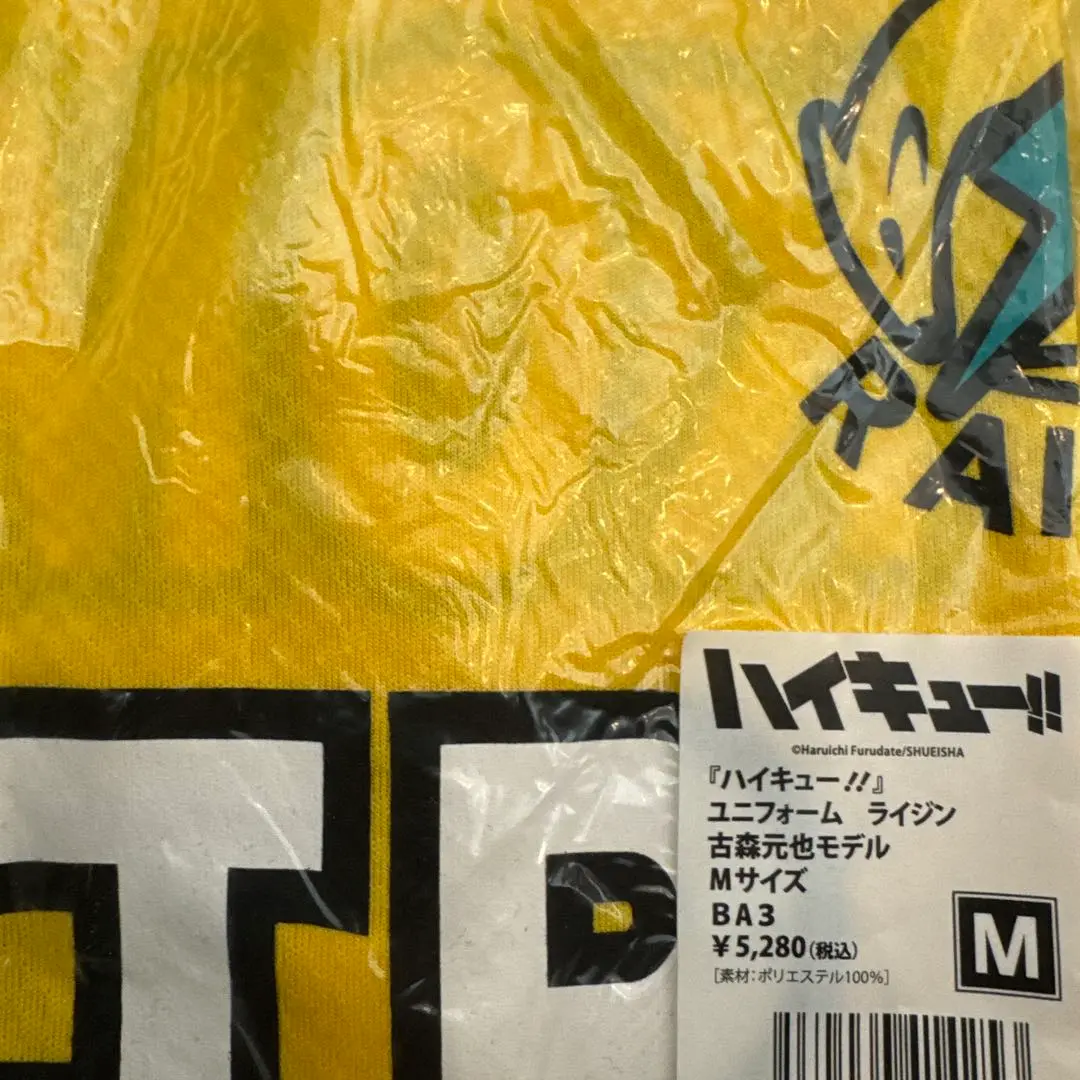 RAI
TR
ハイキュー!!
©Haruichi Furudate/SHUEISHA
『ハイキュー!!』
ユニフォーム　ライジン
古森元也モデル
Mサイズ
BA3
¥5,280(税込)
[素材:ポリエステル100%]
M